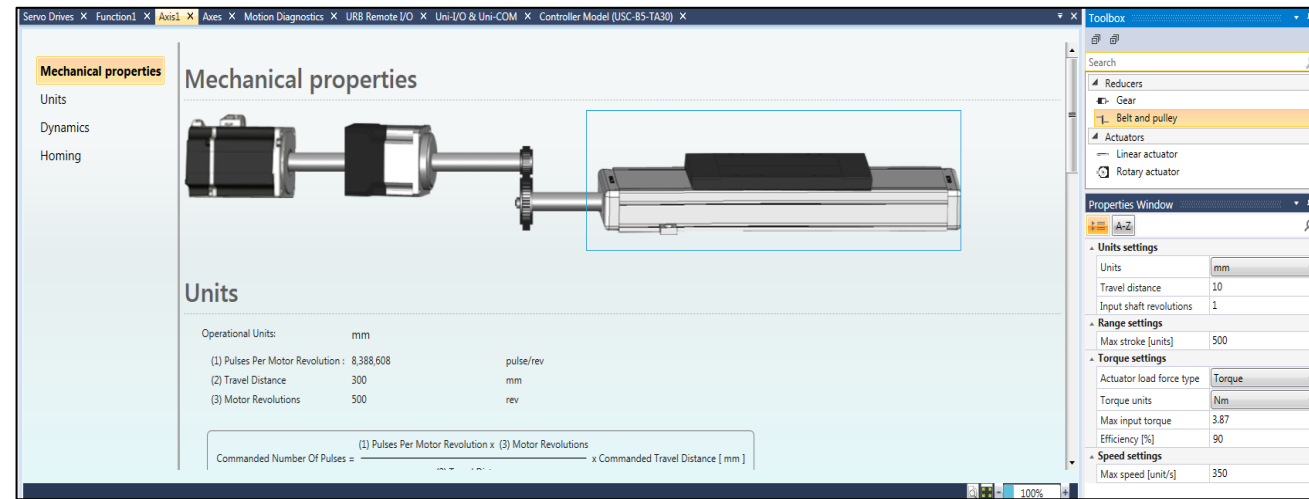 Servo Drives X Function1 X Axis1 X Axes X Motion Diagnostics X URB Remote I/O X Uni-I/O & Uni-COM X Controller Model (USC-B5-TA30) X
Mechanical properties
Units
Dynamics
Homing
Mechanical properties
Units
Operational Units: mm
(1) Pulses Per Motor Revolution : 8,388,608 pulse/rev
(2) Travel Distance 300 mm
(3) Motor Revolutions 500 rev
(1) Pulses Per Motor Revolution x (3) Motor Revolutions
Commanded Number Of Pulses = x Commanded Travel Distance [ mm ]
100%
Toolbox
Search
Reducers
Gear
Belt and pulley
Actuators
Linear actuator
Rotary actuator
Properties Window
A-Z
Units settings
Units mm
Travel distance 10
Input shaft revolutions 1
Range settings
Max stroke [units] 500
Torque settings
Actuator load force type Torque
Torque units Nm
Max input torque 3.87
Efficiency [%] 90
Speed settings
Max speed [unit/s] 350